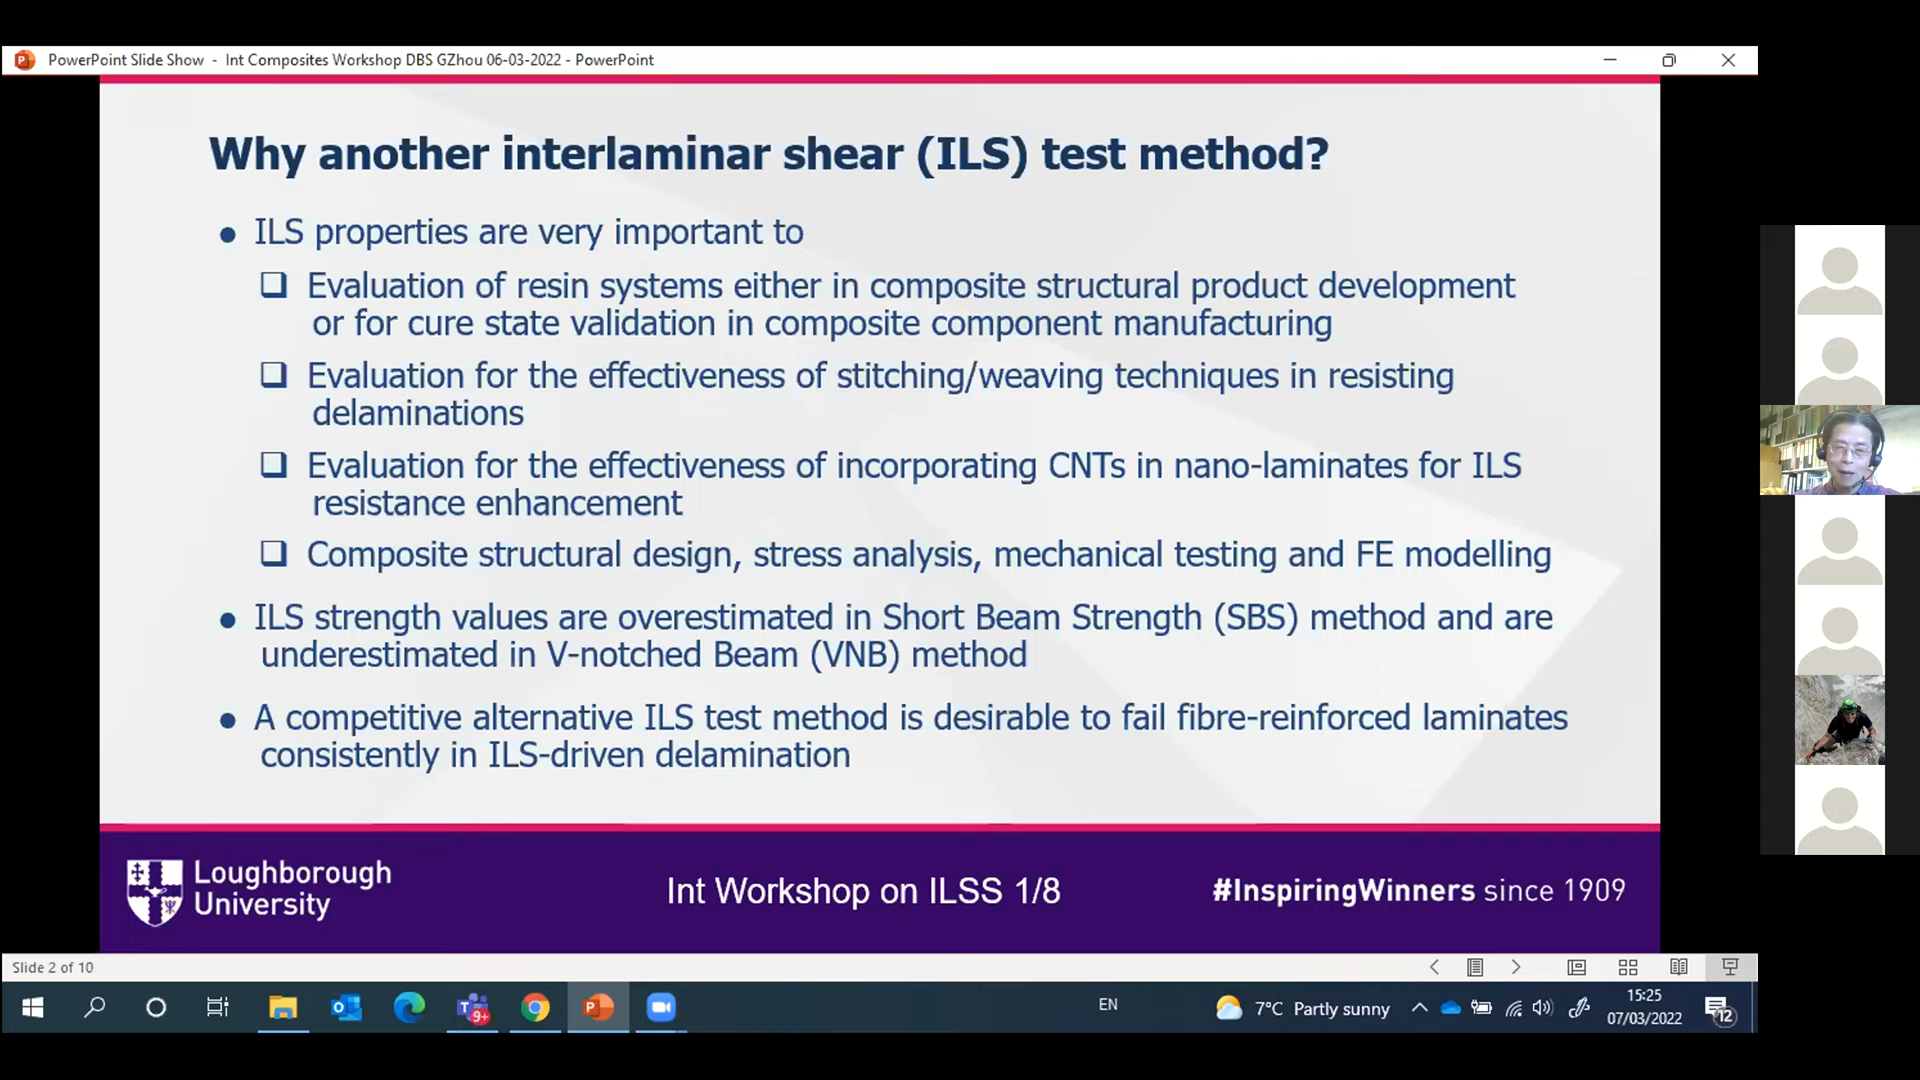 PowerPoint Slide Show - Int Composites Workshop DBS GZhou 06-03-2022 - PowerPoint
Why another interlaminar shear (ILS) test method?
● ILS properties are very important to
❑ Evaluation of resin systems either in composite structural product development
or for cure state validation in composite component manufacturing
❑ Evaluation for the effectiveness of stitching/weaving techniques in resisting
delaminations
❑ Evaluation for the effectiveness of incorporating CNTs in nano-laminates for ILS
resistance enhancement
❑ Composite structural design, stress analysis, mechanical testing and FE modelling
● ILS strength values are overestimated in Short Beam Strength (SBS) method and are
underestimated in V-notched Beam (VNB) method
● A competitive alternative ILS test method is desirable to fail fibre-reinforced laminates
consistently in ILS-driven delamination
Loughborough
University
Int Workshop on ILSS 1/8
#InspiringWinners since 1909
Slide 2 of 10
9+
EN
7°C Partly sunny
15:25
07/03/2022
12